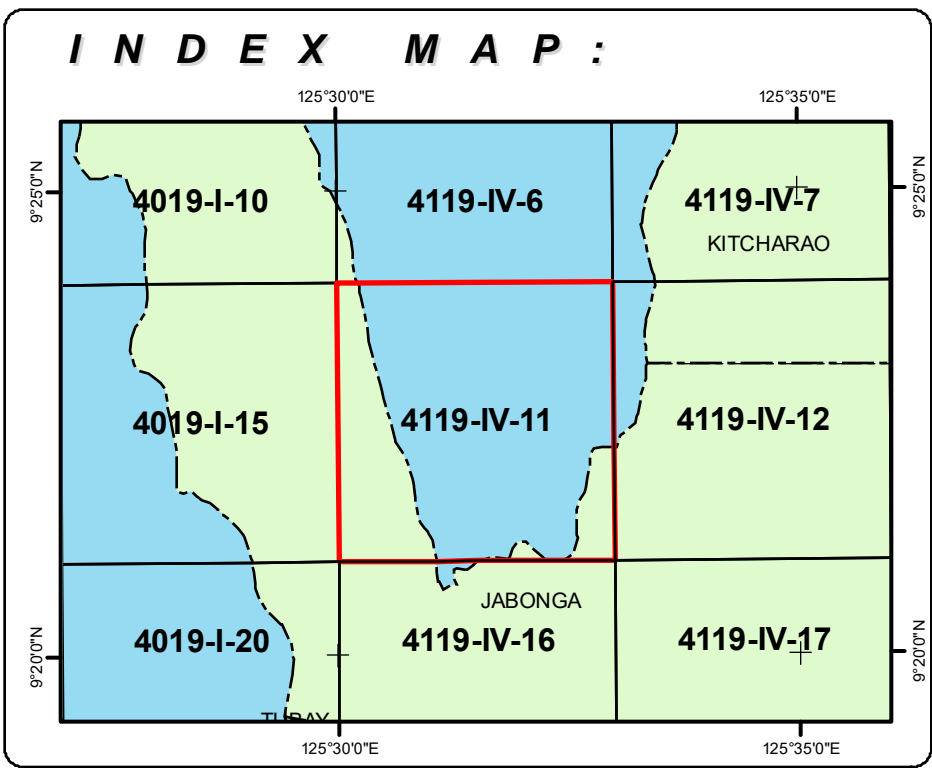 INDEX MAP:
125°30'0"E 125°35'0"E
9°25'0"N 9°25'0"N
4019-I-10 4119-IV-6 4119-IV-7
KITCHARAO
4019-I-15 4119-IV-11 4119-IV-12
JABONGA
4019-I-20 4119-IV-16 4119-IV-17
9°20'0"N 9°20'0"N
TUBAY
125°30'0"E 125°35'0"E